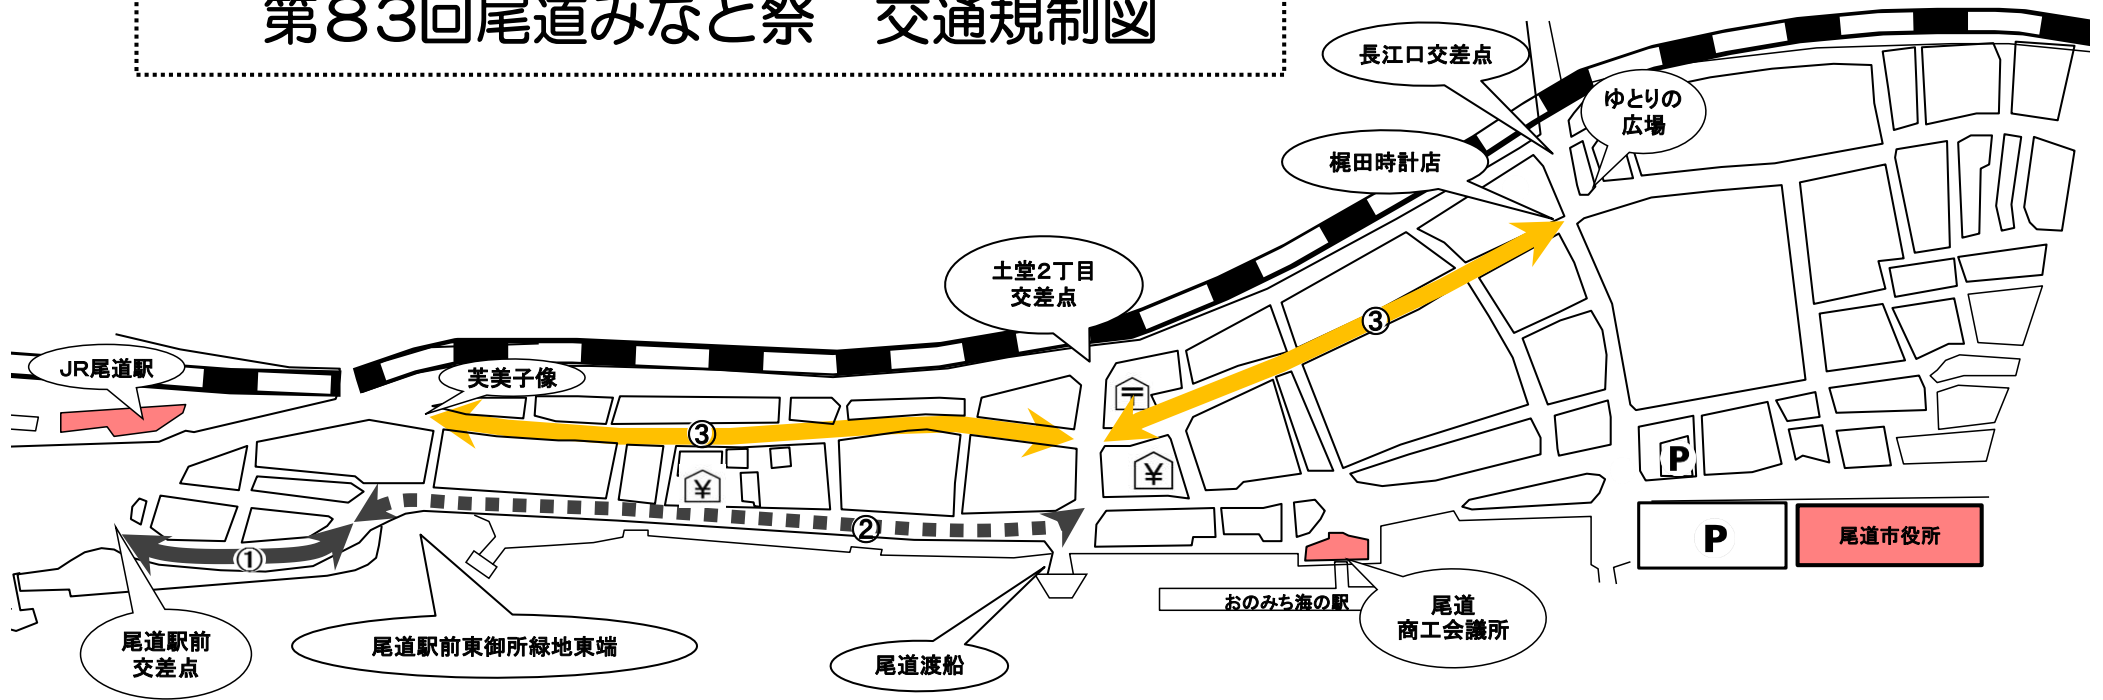 第８３回尾道みなと祭　交通規制図
長江口交差点
ゆとりの
広場
梶田時計店
土堂2丁目
交差点
③
JR尾道駅
芙美子像
〒
③
¥
¥
P
②
①
P
尾道市役所
おのみち海の駅
尾道
商工会議所
尾道駅前
交差点
尾道駅前東御所緑地東端
尾道渡船